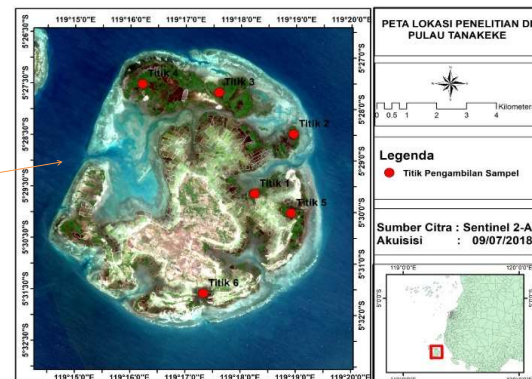 119°15'0"E 119°16'0"E 119°17'0"E 119°18'0"E 119°19'0"E 119°20'0"E
5°26'30"S
5°27'30"S
5°28'30"S
5°29'30"S
5°30'30"S
5°31'30"S
5°32'30"S
Titik 4
Titik 3
Titik 2
Titik 1
Titik 5
Titik 6
5°27'0"S
5°28'0"S
5°29'0"S
5°30'0"S
5°31'0"S
5°32'0"S
119°15'0"E 119°16'0"E 119°17'0"E 119°18'0"E 119°19'0"E 119°20'0"E
PETA LOKASI PENELITIAN DI
PULAU TANAKEKE
0 0.5 1 2 3 4
Kilometer
Legenda
Titik Pengambilan Sampel
Sumber Citra : Sentinel 2-A
Akuisisi : 09/07/2018
119°0'0"E 120°0'0"E
5°0'0"S
5°0'0"S